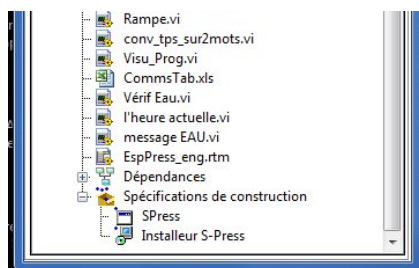 Rampe.vi
conv_tps_sur2mots.vi
Visu_Prog.vi
CommsTab.xls
Vérif Eau.vi
l'heure actuelle.vi
message EAU.vi
EspPress_eng.rtm
Dépendances
Spécifications de construction
SPress
Installeur S-Press